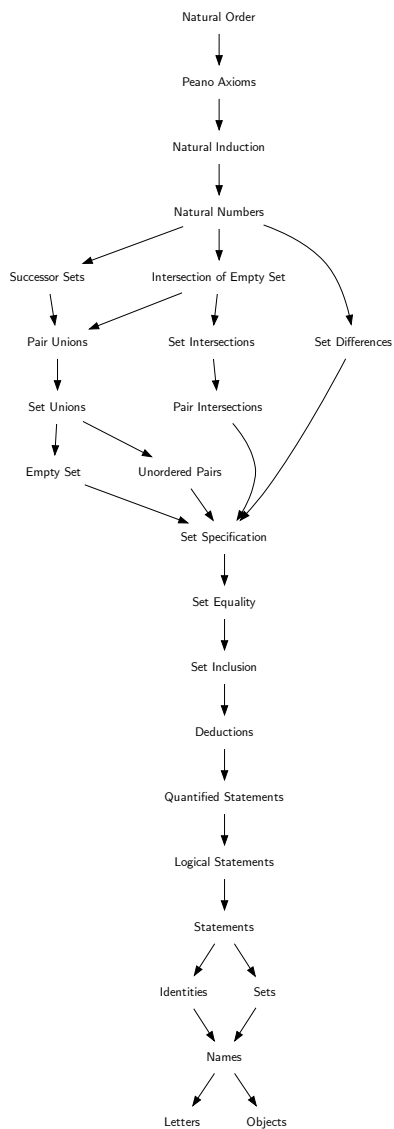 Natural Order
Peano Axioms
Natural Induction
Natural Numbers
Successor Sets
Intersection of Empty Set
Pair Unions
Set Intersections
Set Differences
Set Unions
Pair Intersections
Empty Set
Unordered Pairs
Set Specification
Set Equality
Set Inclusion
Deductions
Quantified Statements
Logical Statements
Statements
Identities
Sets
Names
Letters
Objects